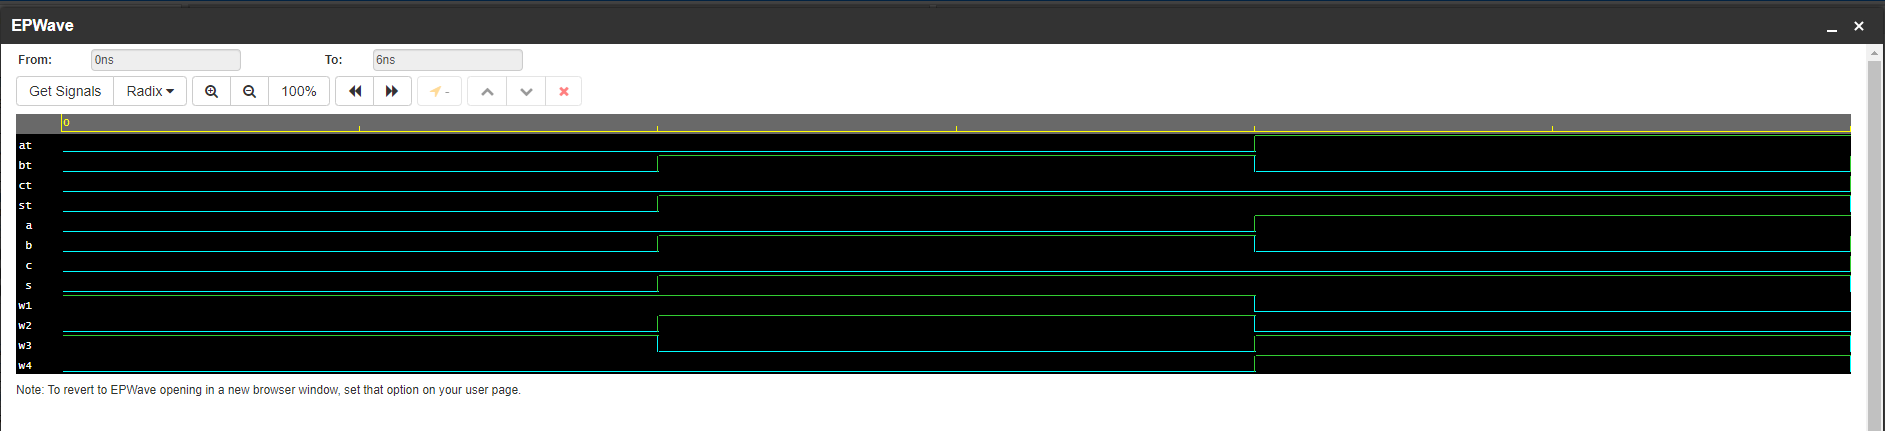 EPWave
From: 0ns To: 6ns
Get Signals Radix 100% -
0
at
bt
ct
st
a
b
c
s
w1
w2
w3
w4
Note: To revert to EPWave opening in a new browser window, set that option on your user page.